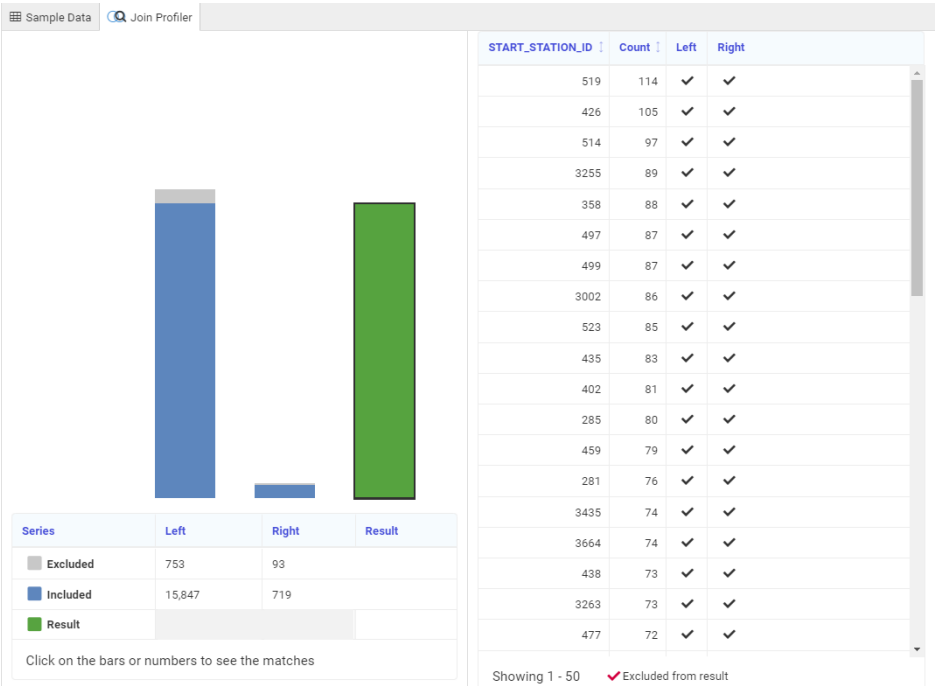 Sample Data Join Profiler
START_STATION_ID Count Left Right
519 114
426 105
514 97
3255 89
358 88
497 87
499 87
3002 86
523 85
435 83
402 81
285 80
459 79
281 76
3435 74
3664 74
438 73
3263 73
477 72
Showing 1 - 50 Excluded from result
Series Left Right Result
Excluded 753 93
Included 15,847 719
Result
Click on the bars or numbers to see the matches